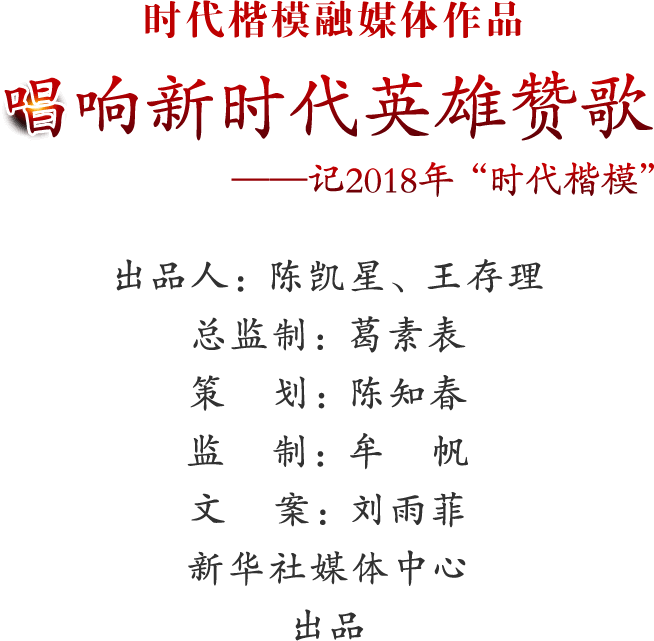 时代楷模融媒体作品
唱响新时代英雄赞歌
——记2018年“时代楷模”
出品人：陈凯星、王存理
总监制：葛素表
策　划：陈知春
监　制：牟　帆
文　案：刘雨菲
新华社媒体中心
出品